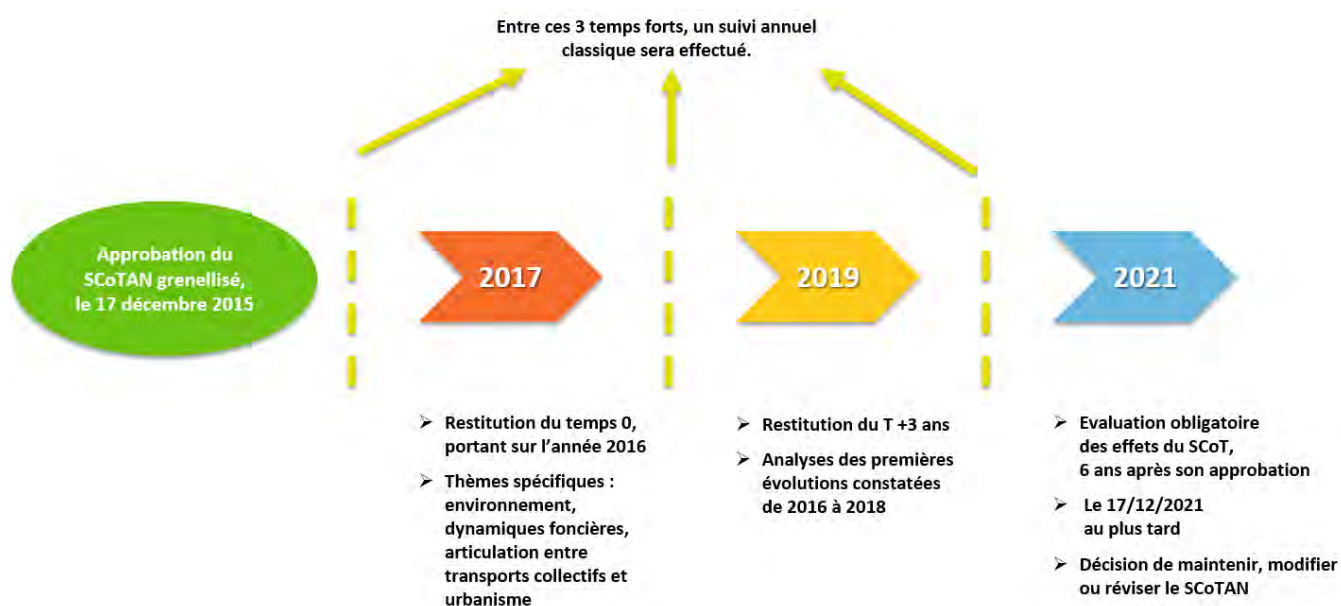 Entre ces 3 temps forts, un suivi annuel
classique sera effectué.
Approbation du
SCoTAN grenellisé,
le 17 décembre 2015
2017
2019
2021
➢ Restitution du temps 0,
portant sur l'année 2016
➢ Thèmes spécifiques :
environnement,
dynamiques foncières,
articulation entre
transports collectifs et
urbanisme
➢ Restitution du T +3 ans
➢ Analyses des premières
évolutions constatées
de 2016 à 2018
➢ Evaluation obligatoire
des effets du SCoT,
6 ans après son approbation
➢ Le 17/12/2021
au plus tard
➢ Décision de maintenir, modifier
ou réviser le SCoTAN